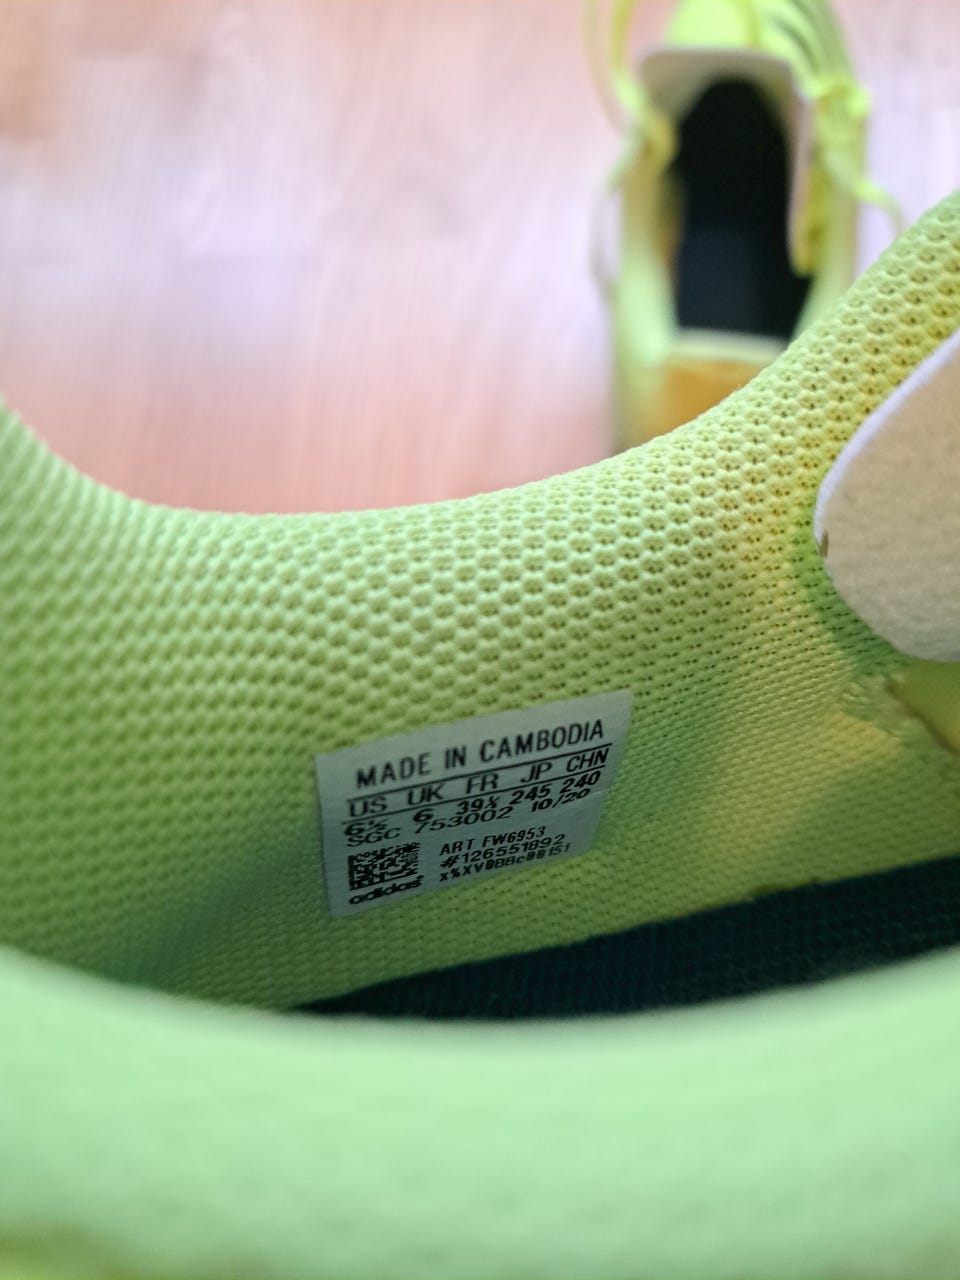 MADE IN CAMBODIA
US UK FR JP CHN
6½ 6 39⅓ 245 240
SGC 753002 10/20
ART FW6953
#126551892
adidas